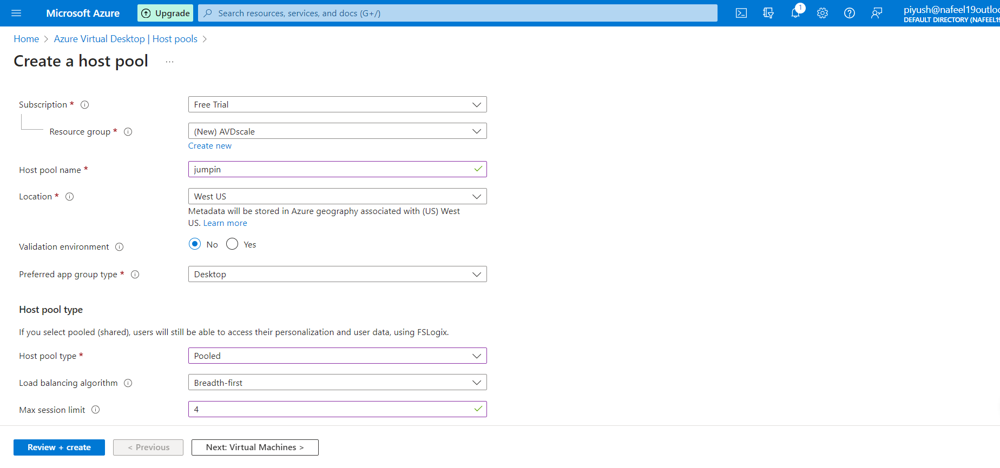 Microsoft Azure
Upgrade
Search resources, services, and docs (G+/)
1
piyush@nafeel19outloo
DEFAULT DIRECTORY (NAFEEL19
Home > Azure Virtual Desktop | Host pools >
Create a host pool ...
Subscription * Free Trial
Resource group * (New) AVDscale
Create new
Host pool name * jumpin
Location * West US
Metadata will be stored in Azure geography associated with (US) West
US. Learn more
Validation environment No Yes
Preferred app group type * Desktop
Host pool type
If you select pooled (shared), users will still be able to access their personalization and user data, using FSLogix.
Host pool type * Pooled
Load balancing algorithm Breadth-first
Max session limit 4
Review + create < Previous Next: Virtual Machines >